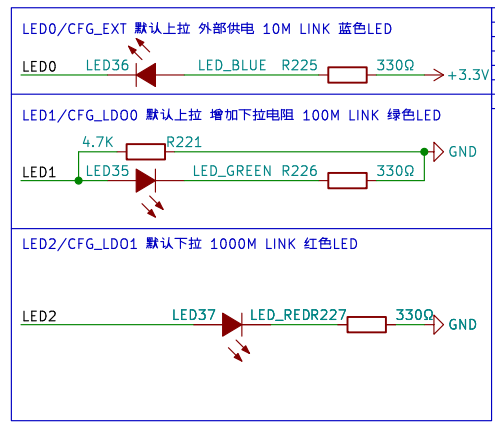 LED0/CFG_EXT 默认上拉 外部供电 10M LINK 蓝色LED
LED0 LED36 LED_BLUE R225 330Ω +3.3V
LED1/CFG_LDO0 默认上拉 增加下拉电阻 100M LINK 绿色LED
4.7K R221
GND
LED1 LED35 LED_GREEN R226 330Ω
LED2/CFG_LDO1 默认下拉 1000M LINK 红色LED
LED2 LED37 LED_RED R227 330Ω GND